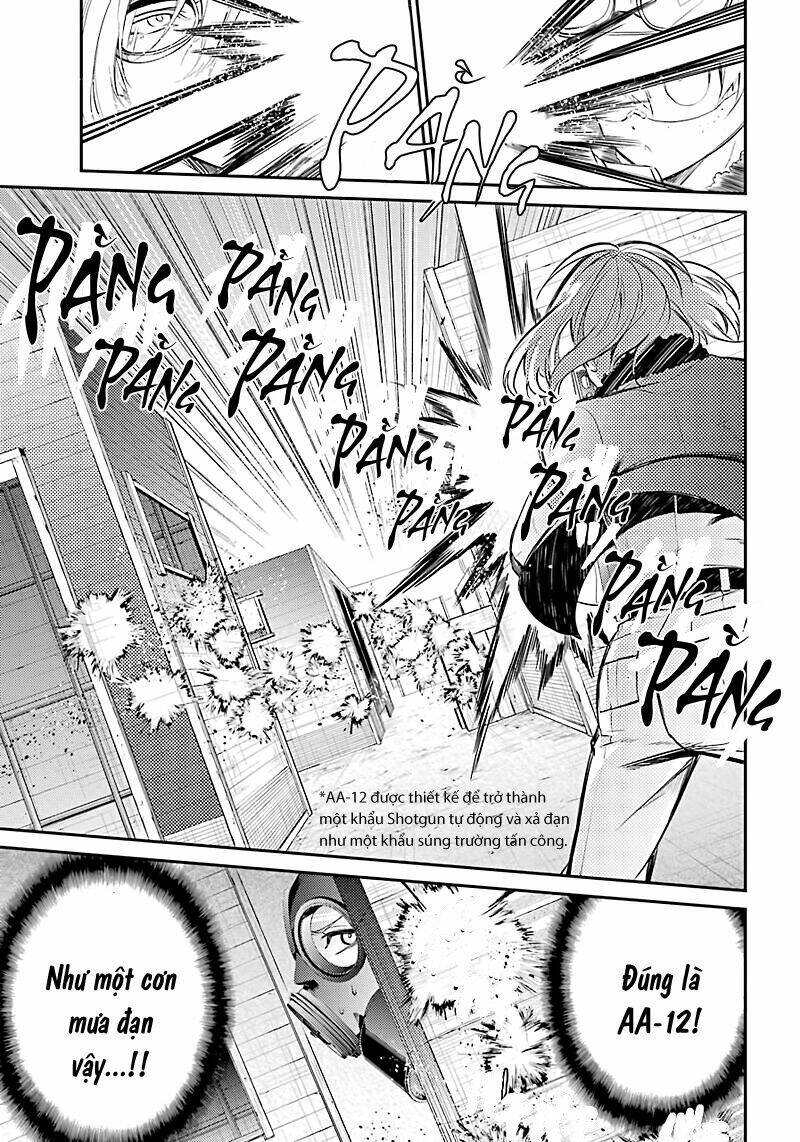 PẰNG
PẰNG
PẰNG
PẰNG
PẰNG
PẰNG
PẰNG
PẰNG
PẰNG
PẰNG
PẰNG
PẰNG
*AA-12 được thiết kế để trở thành
một khẩu Shotgun tự động và xả đạn
như một khẩu súng trường tấn công.
Đúng là
AA-12!
Như một cơn
mưa đạn
vậy...!!